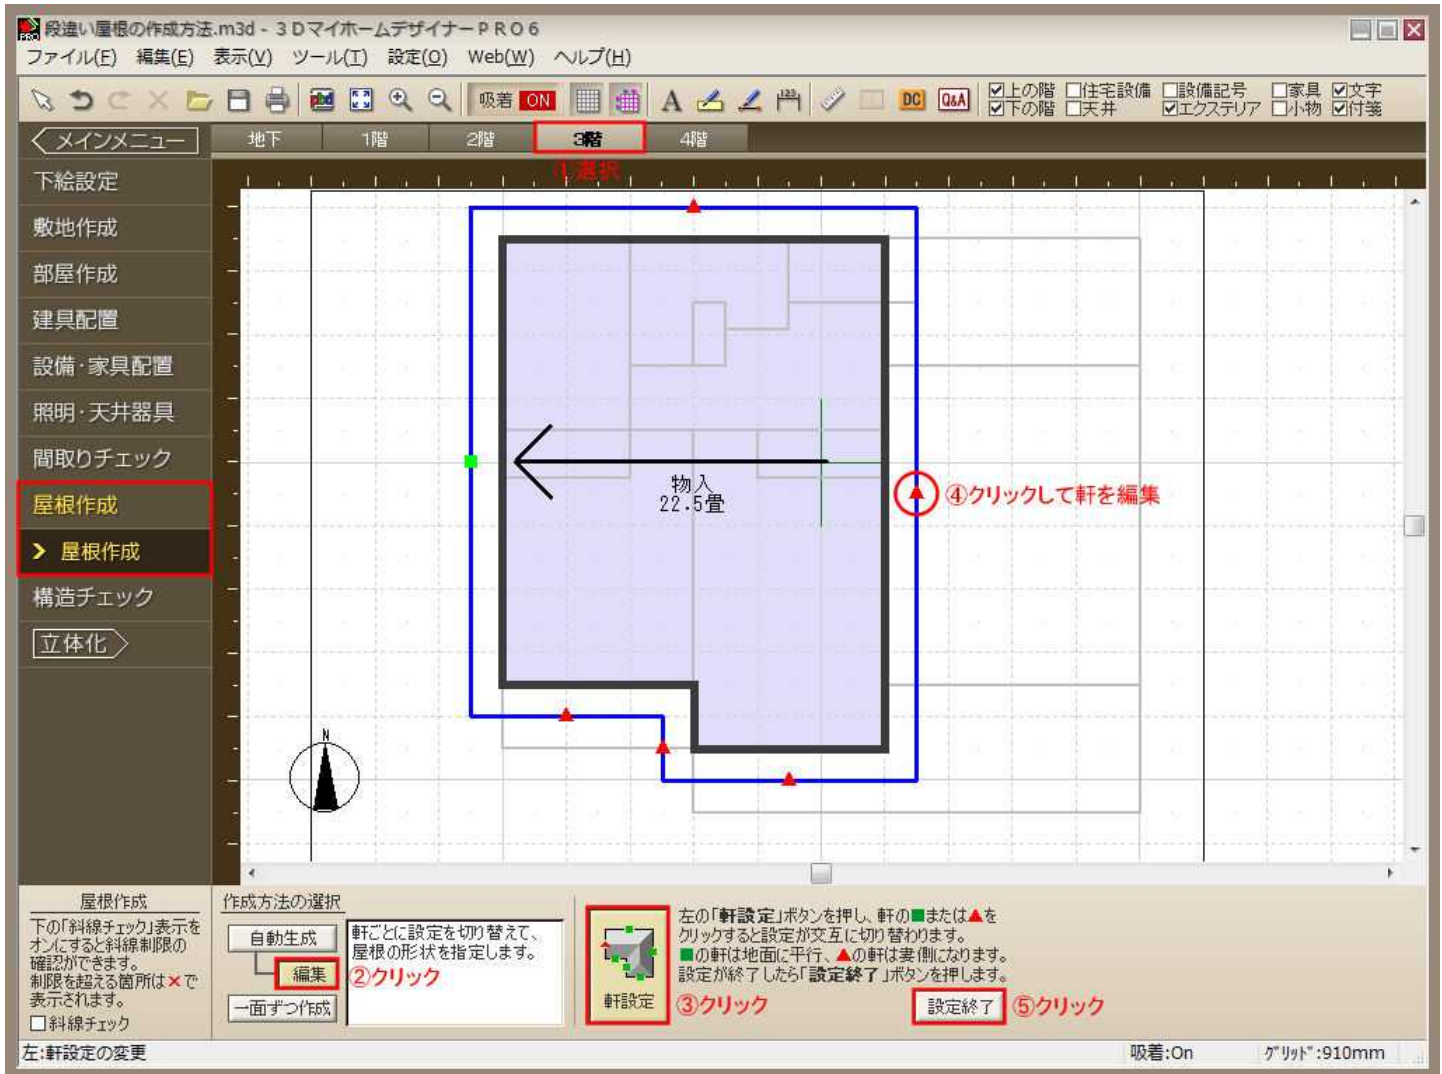 段違い屋根の作成方法.m3d - 3DマイホームデザイナーPRO6
ファイル(F) 編集(E) 表示(V) ツール(T) 設定(O) Web(W) ヘルプ(H)
吸着 ON A 123 DC Q&A
上の階 住宅設備 設備記号 家具 文字
下の階 天井 エクステリア 小物 付箋
メインメニュー 地下 1階 2階 3階 4階
①選択
下絵設定
敷地作成
部屋作成
建具配置
設備・家具配置
照明・天井器具
間取りチェック
屋根作成
屋根作成
構造チェック
立体化
物入
22.5畳
④クリックして軒を編集
N
屋根作成
下の「斜線チェック」表示を
オンにすると斜線制限の
確認ができます。
制限を超える箇所は×で
表示されます。
斜線チェック
作成方法の選択
自動生成
編集
一面ずつ作成
軒ごとに設定を切り替えて、
屋根の形状を指定します。
②クリック
軒設定
左の「軒設定」ボタンを押し、軒の■または▲を
クリックすると設定が交互に切り替わります。
■の軒は地面に平行、▲の軒は妻側になります。
設定が終了したら「設定終了」ボタンを押します。
③クリック
設定終了
⑤クリック
左:軒設定の変更
吸着:On グリッド:910mm